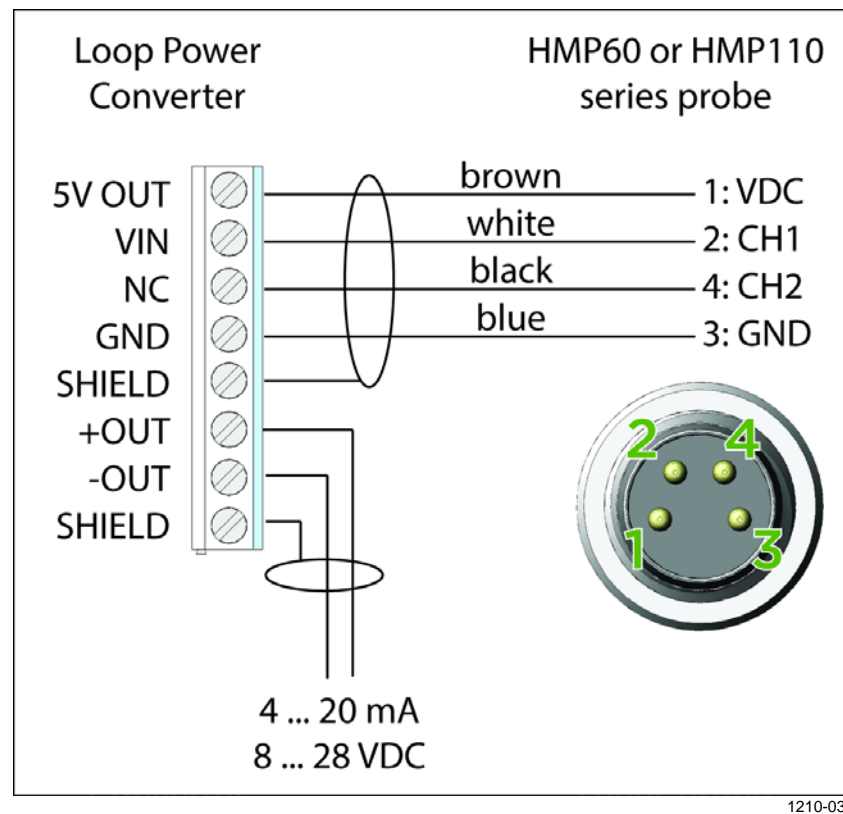 Loop Power
Converter
HMP60 or HMP110
series probe
5V OUT
brown
1: VDC
VIN
white
2: CH1
NC
black
4: CH2
GND
blue
3: GND
SHIELD
+OUT
-OUT
SHIELD
2 4
1 3
4 ... 20 mA
8 ... 28 VDC